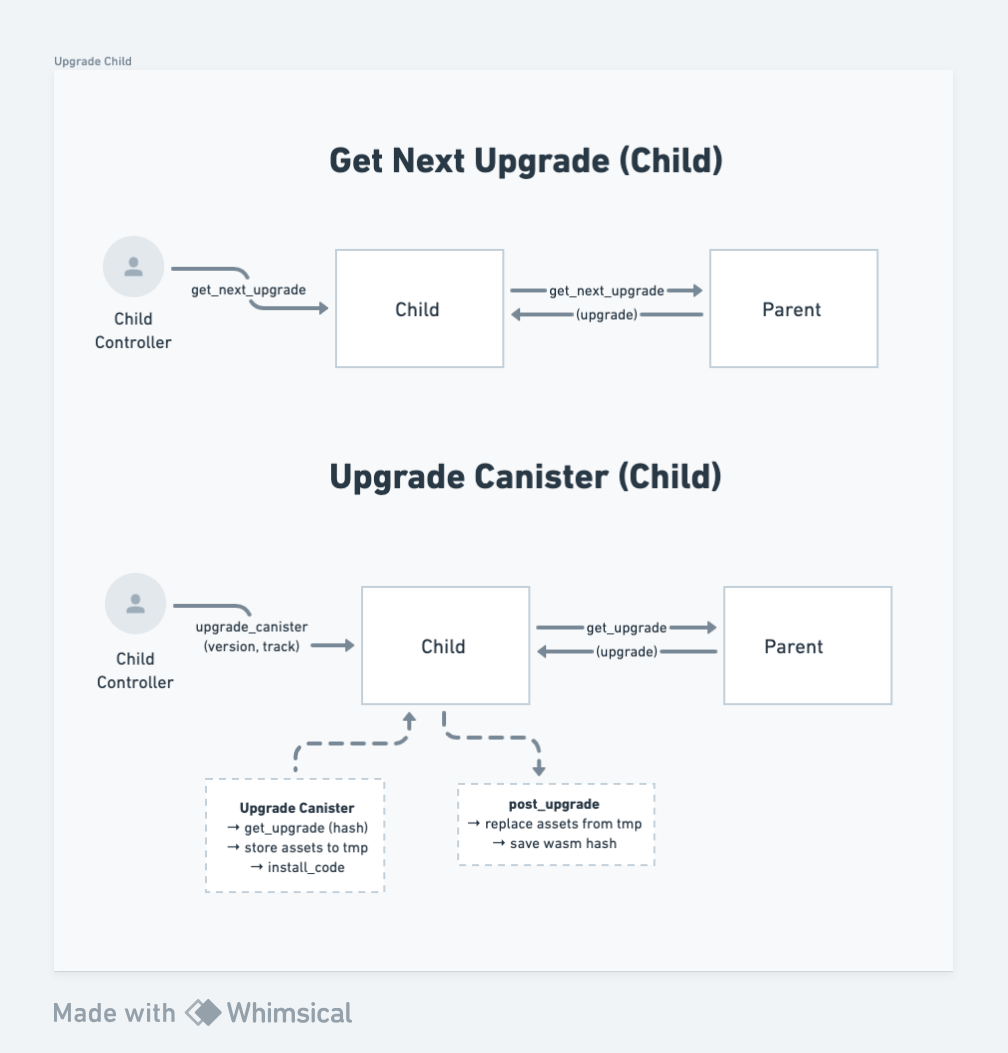 Upgrade Child
Get Next Upgrade (Child)
get_next_upgrade
Child
Controller
Child
get_next_upgrade
(upgrade)
Parent
Upgrade Canister (Child)
upgrade_canister
(version, track)
Child
Controller
Child
get_upgrade
(upgrade)
Parent
Upgrade Canister
→ get_upgrade (hash)
→ store assets to tmp
→ install_code
post_upgrade
→ replace assets from tmp
→ save wasm hash
Made with Whimsical